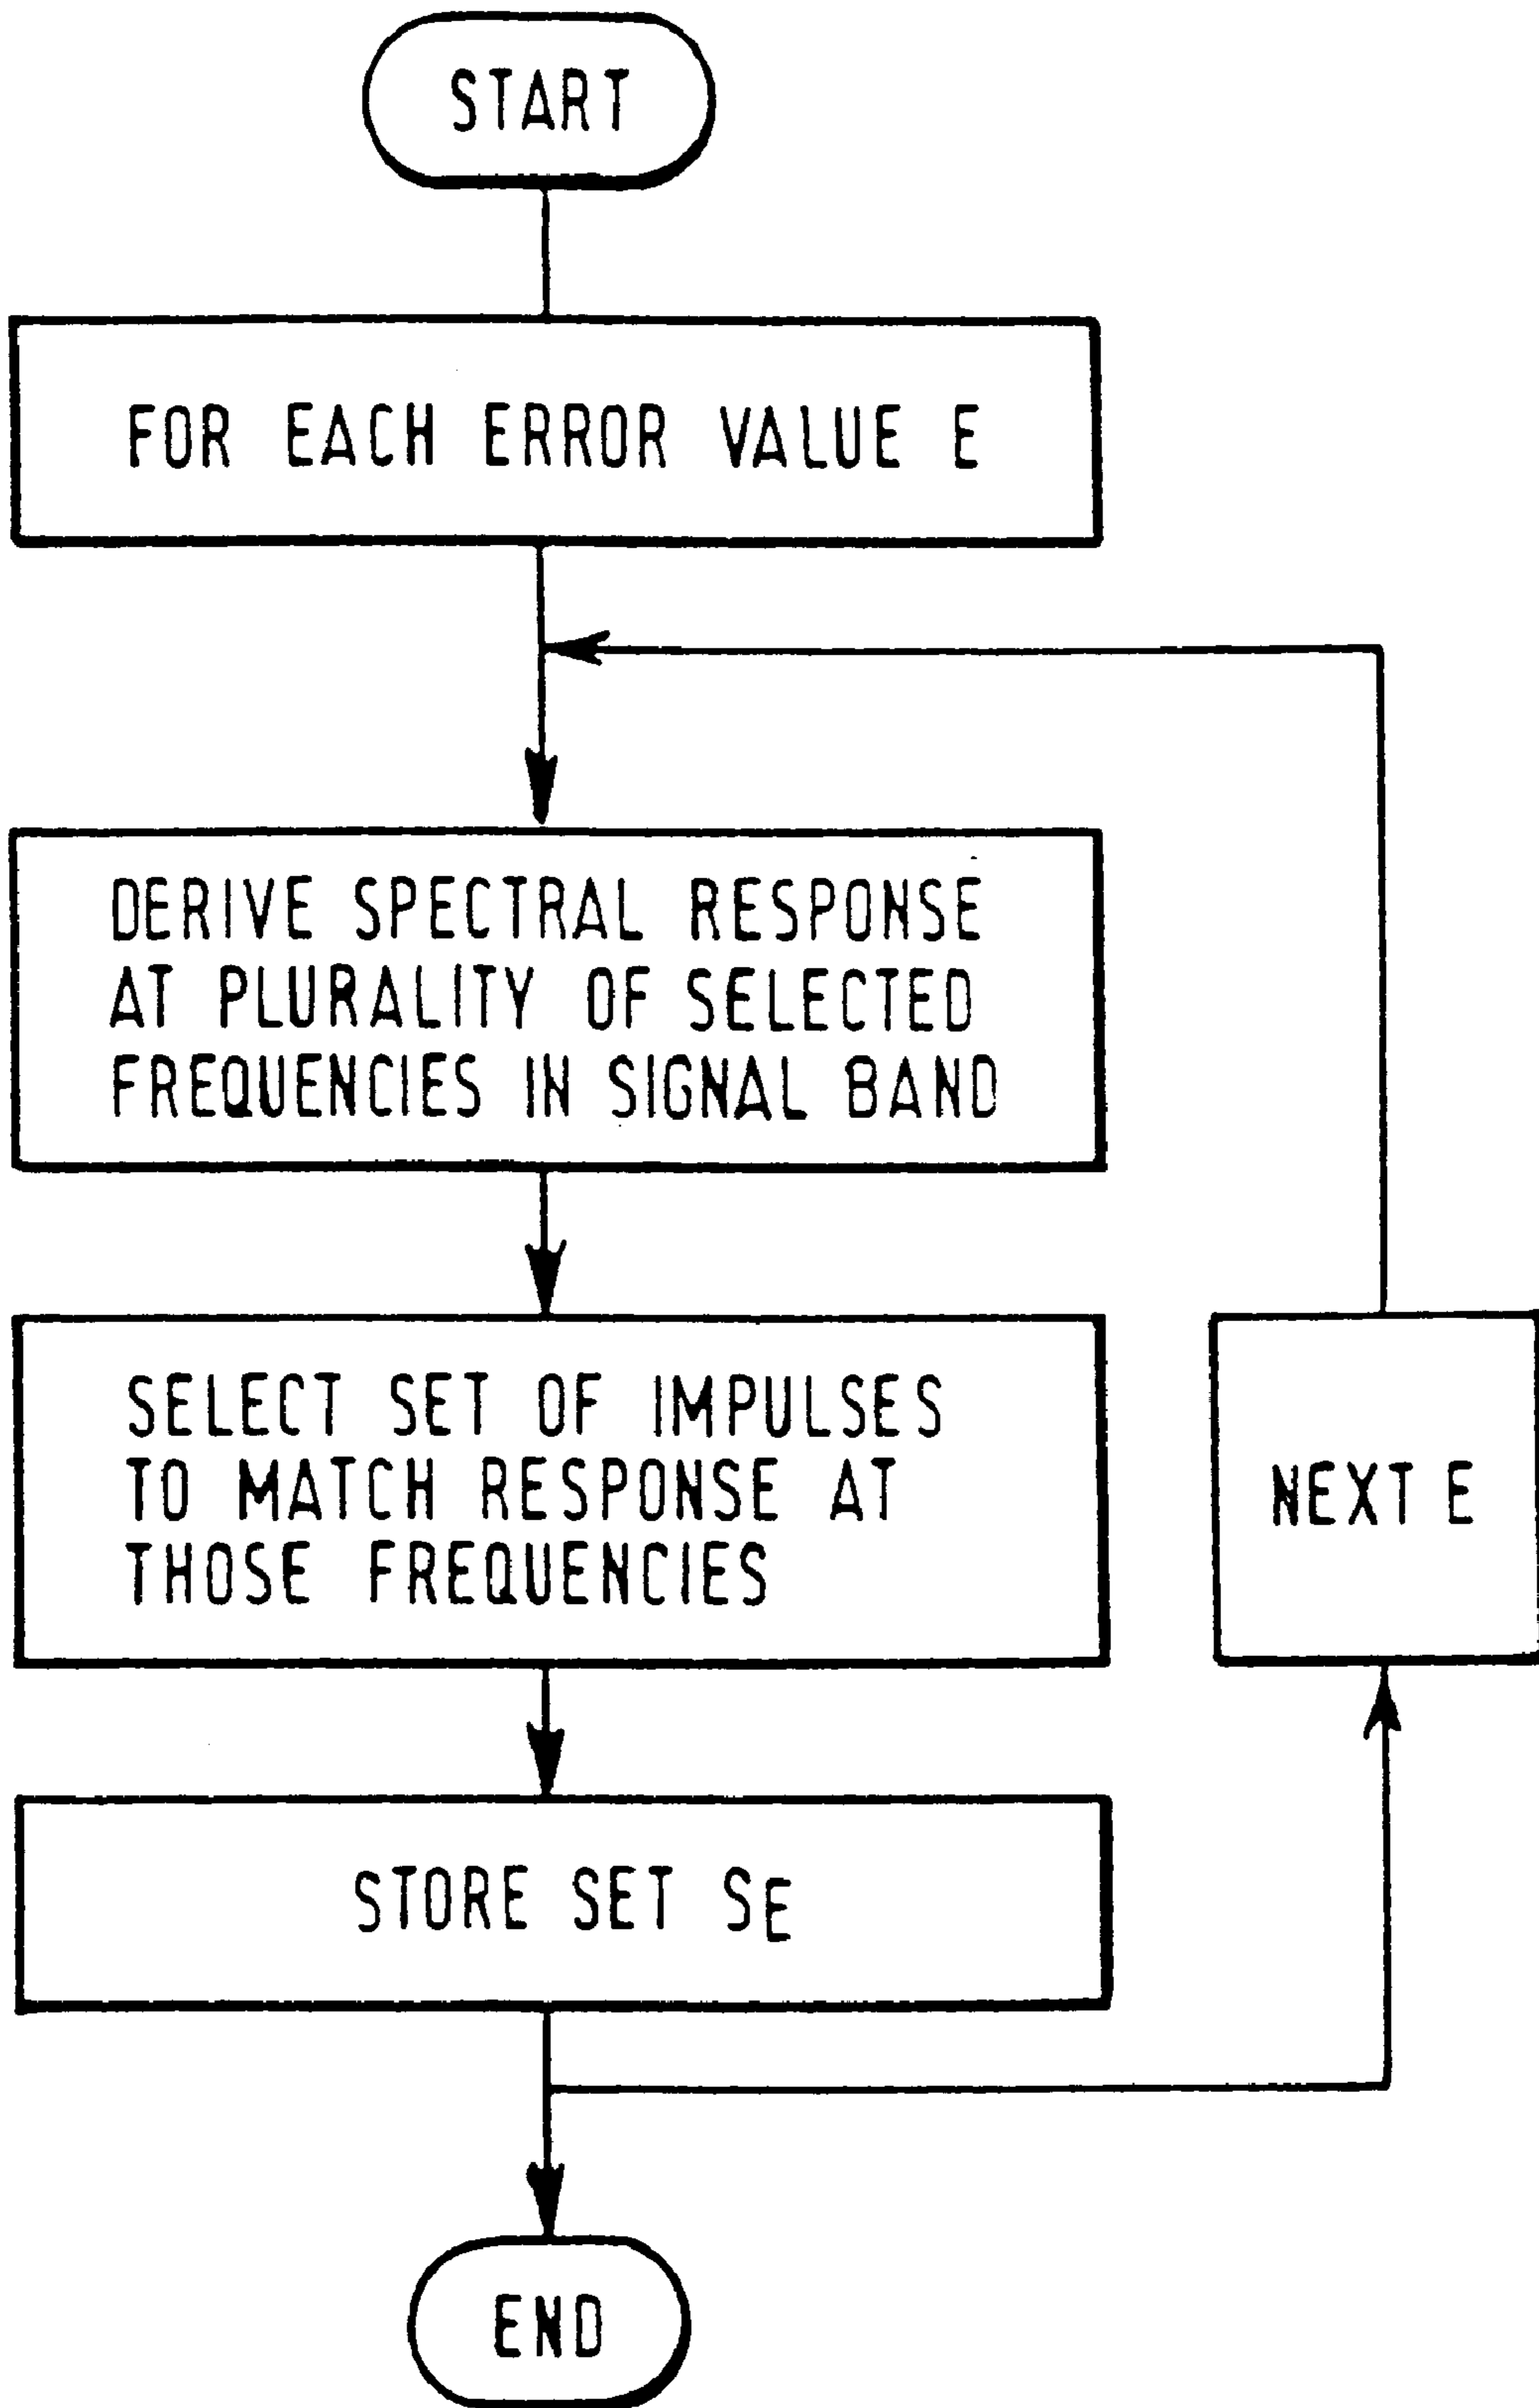 START
FOR EACH ERROR VALUE E
DERIVE SPECTRAL RESPONSE
AT PLURALITY OF SELECTED
FREQUENCIES IN SIGNAL BAND
SELECT SET OF IMPULSES
TO MATCH RESPONSE AT
THOSE FREQUENCIES
NEXT E
STORE SET SE
END